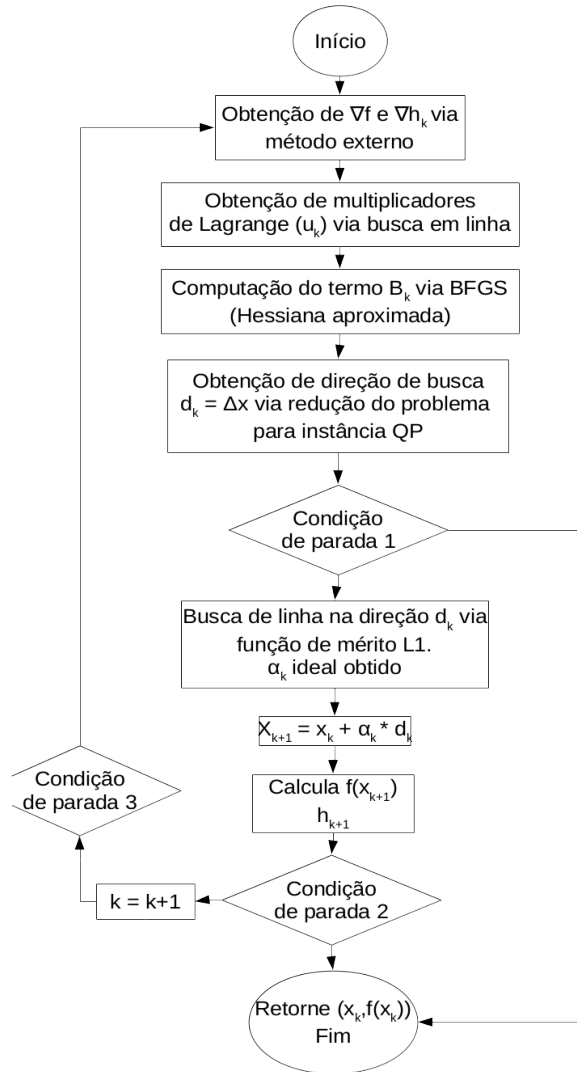 Início
Obtenção de ∇f e ∇hₖ via
método externo
Obtenção de multiplicadores
de Lagrange (uₖ) via busca em linha
Computação do termo Bₖ via BFGS
(Hessiana aproximada)
Obtenção de direção de busca
dₖ = Δx via redução do problema
para instância QP
Condição
de parada 1
Busca de linha na direção dₖ via
função de mérito L1.
αₖ ideal obtido
Xₖ₊₁ = xₖ + αₖ * dₖ
Calcula f(xₖ₊₁)
hₖ₊₁
Condição
de parada 2
k = k+1
Condição
de parada 3
Retorne (xₖ,f(xₖ))
Fim